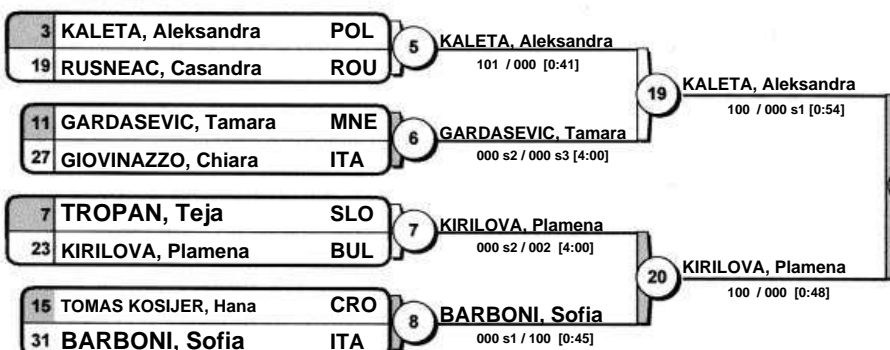 3 KALETA, Aleksandra POL
19 RUSNEAC, Casandra ROU
5
KALETA, Aleksandra
101 / 000 [0:41]
11 GARDASEVIC, Tamara MNE
27 GIOVINAZZO, Chiara ITA
6
GARDASEVIC, Tamara
000 s2 / 000 s3 [4:00]
19
KALETA, Aleksandra
100 / 000 s1 [0:54]
7 TROPAN, Teja SLO
23 KIRILOVA, Plamena BUL
7
KIRILOVA, Plamena
000 s2 / 002 [4:00]
15 TOMAS KOSIJER, Hana CRO
31 BARBONI, Sofia ITA
8
BARBONI, Sofia
000 s1 / 100 [0:45]
20
KIRILOVA, Plamena
100 / 000 [0:48]